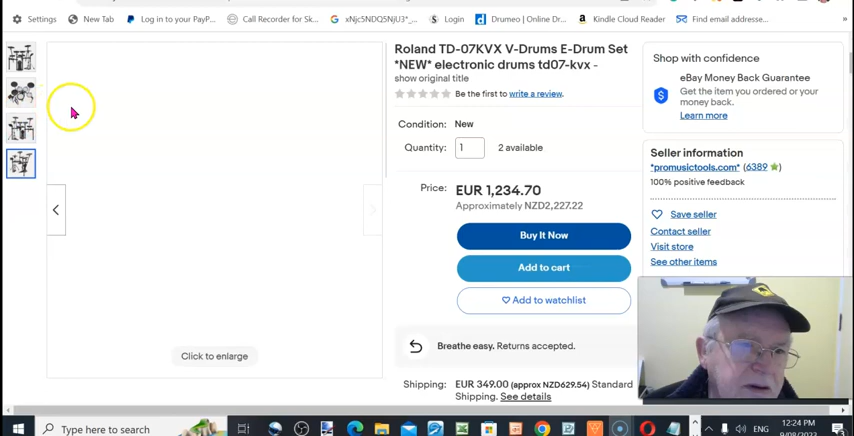 Settings
New Tab
Log in to your PayP...
Call Recorder for Sk...
xNjc5NDQ5NjU3*_...
Login
Drumeo | Online Dr...
Kindle Cloud Reader
Find email addresse...
»
Roland TD-07KVX V-Drums E-Drum Set
*NEW* electronic drums td07-kvx -
show original title
Be the first to write a review.
Condition: New
Quantity: 1 2 available
Price: EUR 1,234.70
Approximately NZD2,227.22
Buy It Now
Add to cart
Add to watchlist
Breathe easy. Returns accepted.
Shipping: EUR 349.00 (approx NZD629.54) Standard
Shipping. See details
Click to enlarge
Shop with confidence
eBay Money Back Guarantee
Get the item you ordered or your
money back.
Learn more
Seller information
*promusictools.com* (6389)
100% positive feedback
Save seller
Contact seller
Visit store
See other items
Type here to search
ENG
12:24 PM
9/08/2023